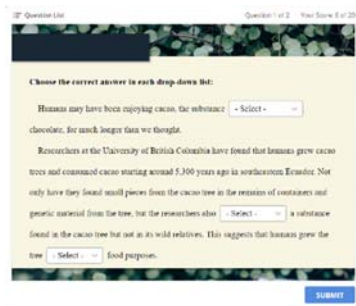 Question List
Question 1 of 2 Your Score: 0 of 20
Choose the correct answer in each drop-down list:
Humans may have been enjoying cacao, the substance - Select -
chocolate, for much longer than we thought.
Researchers at the University of British Columbia have found that humans grew cacao
trees and consumed cacao starting around 5,300 years ago in southeastern Ecuador. Not
only have they found small pieces from the cacao tree in the remains of containers and
genetic material from the tree, but the researchers also - Select - a substance
found in the cacao tree but not in its wild relatives. This suggests that humans grew the
tree - Select - food purposes.
SUBMIT